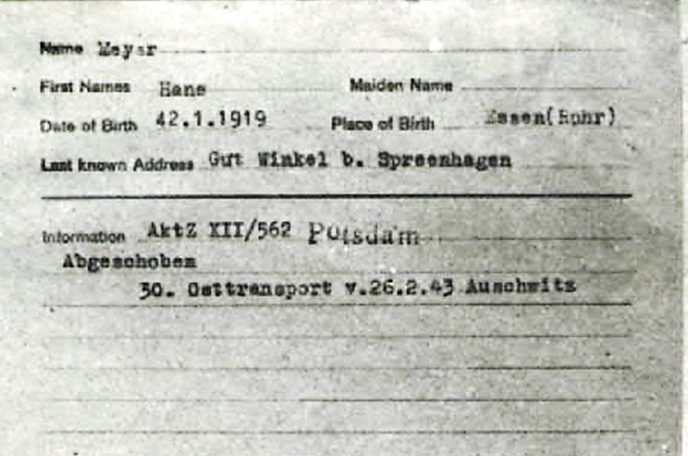 Name Meyer
First Names Hans Maiden Name
Date of Birth 42.1.1919 Place of Birth Essen(Ruhr)
Last known Address Gut Winkel b. Spreenhagen
Information AktZ XII/562 Potsdam
Abgeschoben
30. Osttransport v.26.2.43 Auschwitz